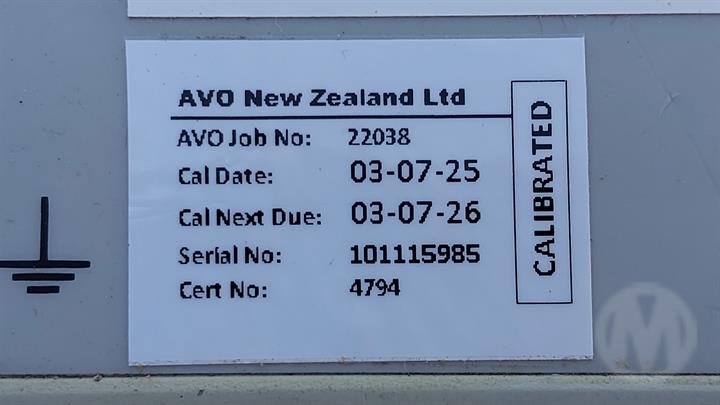 AVO New Zealand Ltd
AVO Job No: 22038
Cal Date: 03-07-25
Cal Next Due: 03-07-26
Serial No: 101115985
Cert No: 4794
CALIBRATED
M